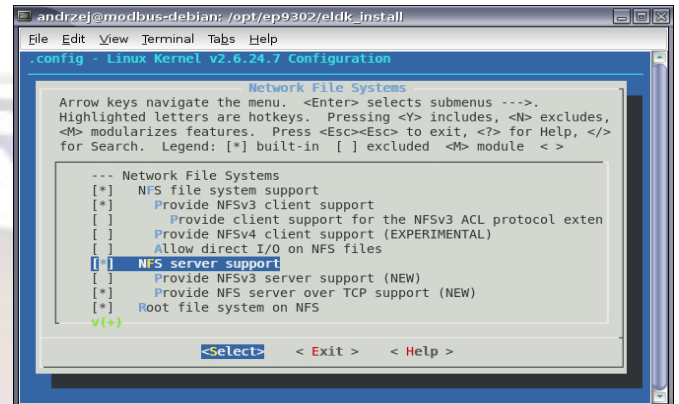 andrzej@modbus-debian: /opt/ep9302/eldk_install
File Edit View Terminal Tabs Help
.config - Linux Kernel v2.6.24.7 Configuration
Network File Systems
Arrow keys navigate the menu. <Enter> selects submenus --->.
Highlighted letters are hotkeys. Pressing <Y> includes, <N> excludes,
<M> modularizes features. Press <Esc><Esc> to exit, <?> for Help, </>
for Search. Legend: [*] built-in [ ] excluded <M> module < >
--- Network File Systems
[*] NFS file system support
[*] Provide NFSv3 client support
[ ] Provide client support for the NFSv3 ACL protocol exten
[ ] Provide NFSv4 client support (EXPERIMENTAL)
[ ] Allow direct I/O on NFS files
[*] NFS server support
[ ] Provide NFSv3 server support (NEW)
[*] Provide NFS server over TCP support (NEW)
[*] Root file system on NFS
v(+)
<Select> < Exit > < Help >